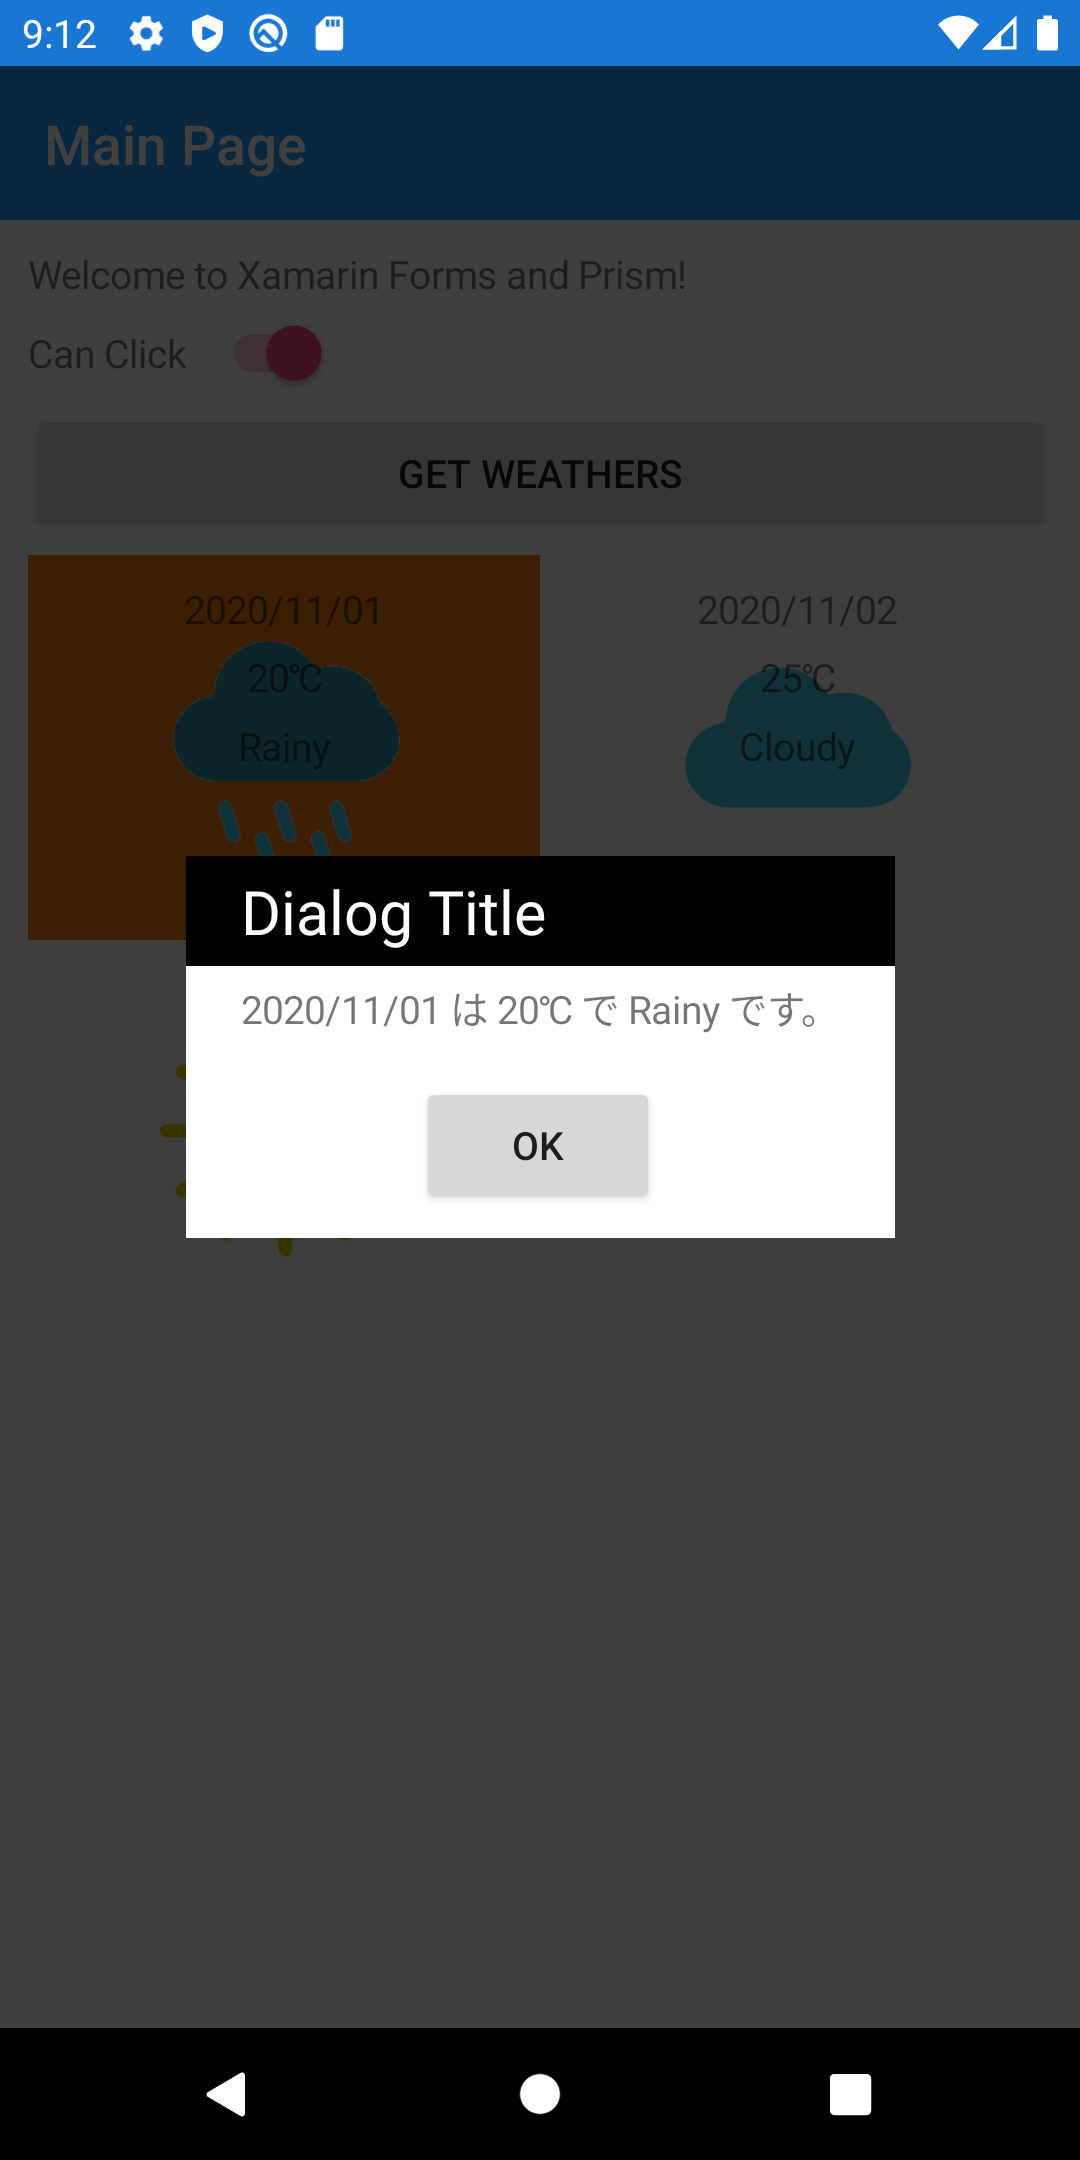 9:12
Main Page
Welcome to Xamarin Forms and Prism!
Can Click
GET WEATHERS
2020/11/01
20℃
Rainy
2020/11/02
25℃
Cloudy
Dialog Title
2020/11/01 は 20℃ で Rainy です。
OK